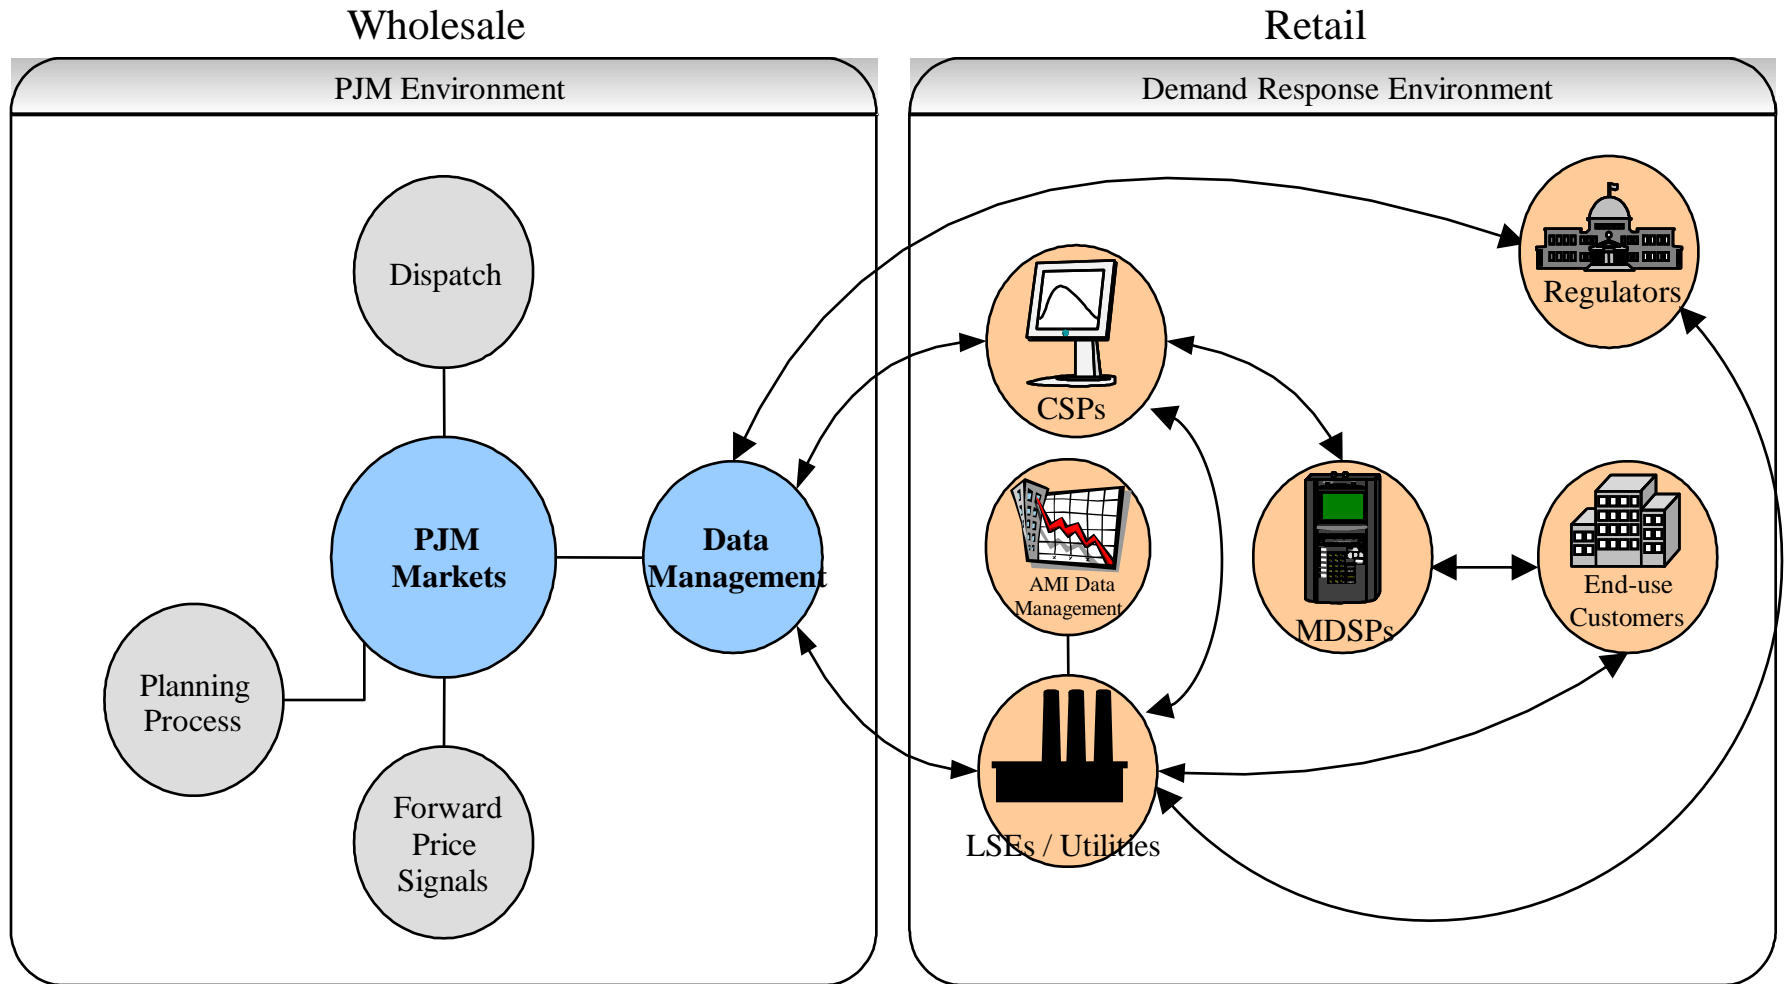 Wholesale
Retail
PJM Environment
Demand Response Environment
Dispatch
Regulators
CSPs
PJM
Markets
Data
Management
AMI Data
Management
MDSPs
End-use
Customers
Planning
Process
Forward
Price
Signals
LSEs / Utilities